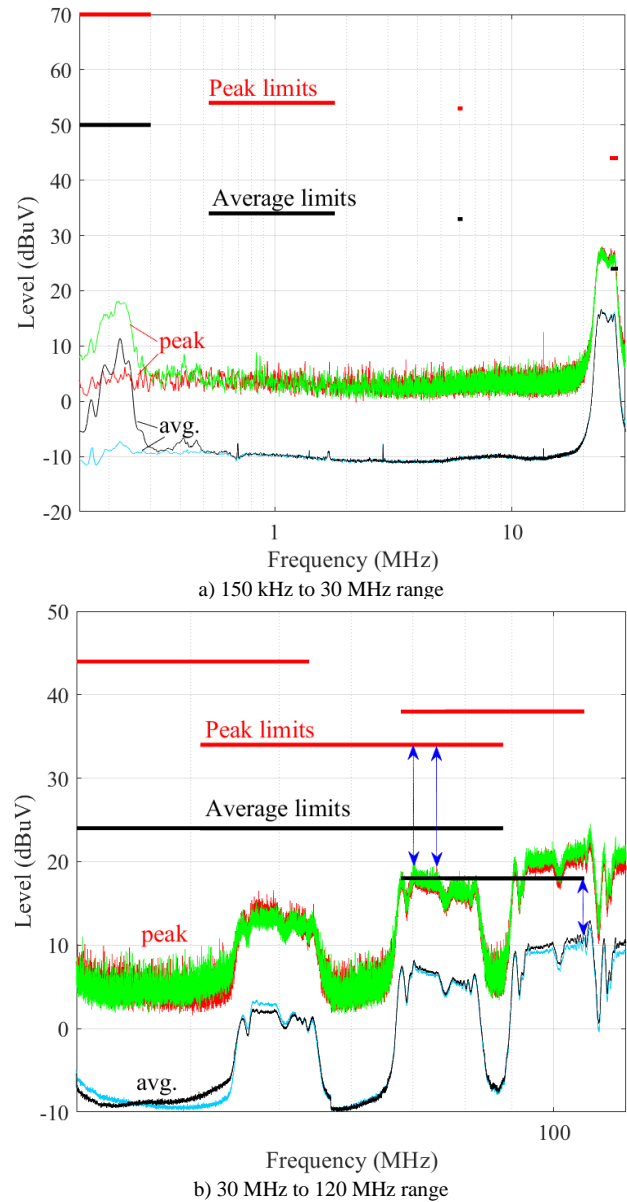 70
60
50
40
30
20
10
0
-10
-20
Level (dBuV)
Peak limits
Average limits
peak
avg.
1
10
Frequency (MHz)
a) 150 kHz to 30 MHz range
50
40
30
20
10
0
-10
Level (dBuV)
Peak limits
Average limits
peak
avg.
100
Frequency (MHz)
b) 30 MHz to 120 MHz range